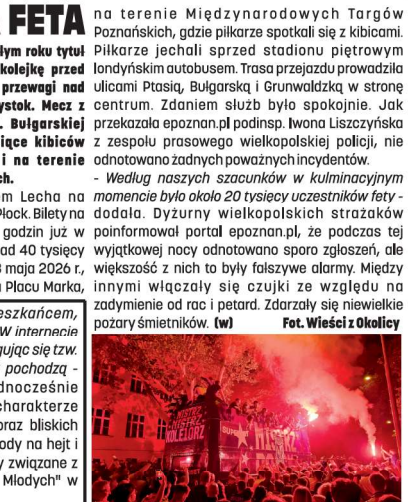 FETA
łym roku tytuł
kolejkę przed
przewagi nad
ystok. Mecz z
. Bułgarskiej
iące kibiców
i na terenie
ch.
m Lecha na
Płock. Bilety na
godzin już w
ad 40 tysięcy
3 maja 2026 r.,
Placu Marka,
eszkańcem,
W internecie
gując się tzw.
pochodzą -
dnocześnie
charakterze
oraz bliskich
ody na hejt i
y związane z
Młodych" w
na terenie Międzynarodowych Targów
Poznańskich, gdzie piłkarze spotkali się z kibicami.
Piłkarze jechali sprzed stadionu piętrowym
londyńskim autobusem. Trasa przejazdu prowadziła
ulicami Ptasią, Bułgarską i Grunwaldzką w stronę
centrum. Zdaniem służb było spokojnie. Jak
przekazała epoznan.pl podinsp. Iwona Liszczyńska
z zespołu prasowego wielkopolskiej policji, nie
odnotowano żadnych poważnych incydentów.
- Według naszych szacunków w kulminacyjnym
momencie było około 20 tysięcy uczestników fety -
dodała. Dyżurny wielkopolskich strażaków
poinformował portal epoznan.pl, że podczas tej
wyjątkowej nocy odnotowano sporo zgłoszeń, ale
większość z nich to były fałszywe alarmy. Między
innymi włączały się czujki ze względu na
zadymienie od rac i petard. Zdarzały się niewielkie
pożary śmietników. (w) Fot. Wieści z Okolicy
MISTRZ
KOLEJORZ